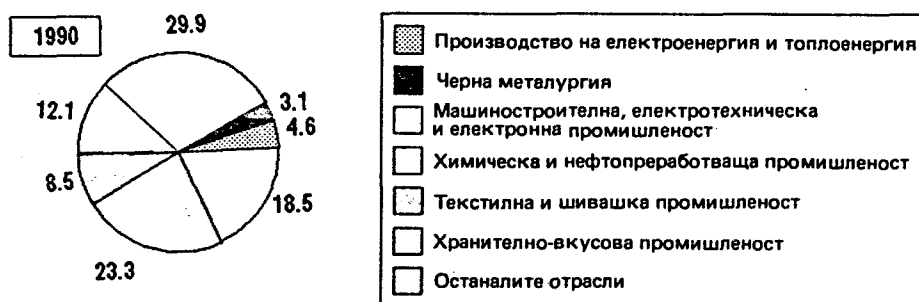 1990
29.9
12.1
3.1
4.6
8.5
18.5
23.3
Производство на електроенергия и топлоенергия
Черна металургия
Машиностроителна, електротехническа
и електронна промишленост
Химическа и нефтопреработваща промишленост
Текстилна и шивашка промишленост
Хранително-вкусова промишленост
Останалите отрасли